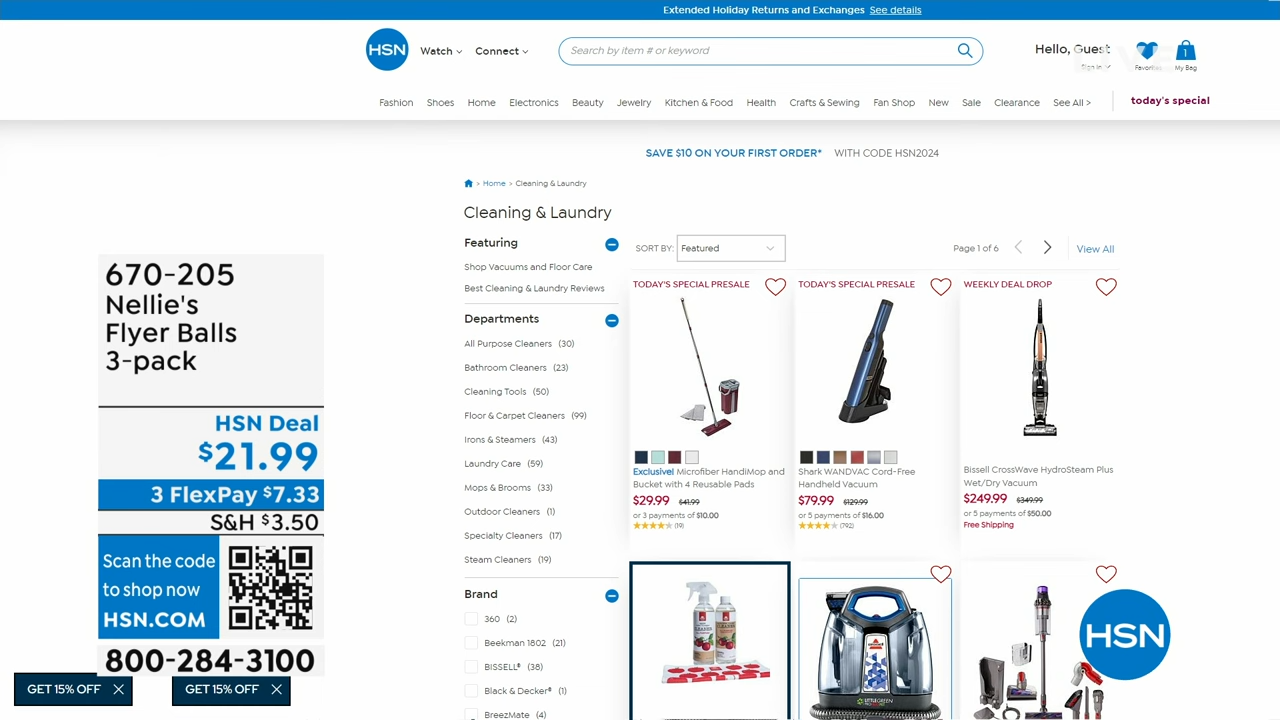 Extended Holiday Returns and Exchanges See details
HSN
Watch
Connect
Search by item # or keyword
Hello, Guest
Sign In
Favorites
1
My Bag
Fashion
Shoes
Home
Electronics
Beauty
Jewelry
Kitchen & Food
Health
Crafts & Sewing
Fan Shop
New
Sale
Clearance
See All >
today's special
SAVE $10 ON YOUR FIRST ORDER* WITH CODE HSN2024
> Home > Cleaning & Laundry
Cleaning & Laundry
Featuring
Shop Vacuums and Floor Care
Best Cleaning & Laundry Reviews
Departments
All Purpose Cleaners (30)
Bathroom Cleaners (23)
Cleaning Tools (50)
Floor & Carpet Cleaners (99)
Irons & Steamers (43)
Laundry Care (59)
Mops & Brooms (33)
Outdoor Cleaners (1)
Specialty Cleaners (17)
Steam Cleaners (19)
Brand
360 (2)
Beekman 1802 (21)
BISSELL® (38)
Black & Decker® (1)
BreezMate (4)
SORT BY: Featured
Page 1 of 6
View All
TODAY'S SPECIAL PRESALE
Exclusive! Microfiber HandiMop and
Bucket with 4 Reusable Pads
$29.99 $41.99
or 3 payments of $10.00
(19)
TODAY'S SPECIAL PRESALE
Shark WANDVAC Cord-Free
Handheld Vacuum
$79.99 $129.99
or 5 payments of $16.00
(792)
WEEKLY DEAL DROP
Bissell CrossWave HydroSteam Plus
Wet/Dry Vacuum
$249.99 $349.99
or 5 payments of $50.00
Free Shipping
BISSELL
LITTLE GREEN
HSN
670-205
Nellie's
Flyer Balls
3-pack
HSN Deal
$21.99
3 FlexPay $7.33
S&H $3.50
Scan the code
to shop now
HSN.COM
800-284-3100
GET 15% OFF
GET 15% OFF